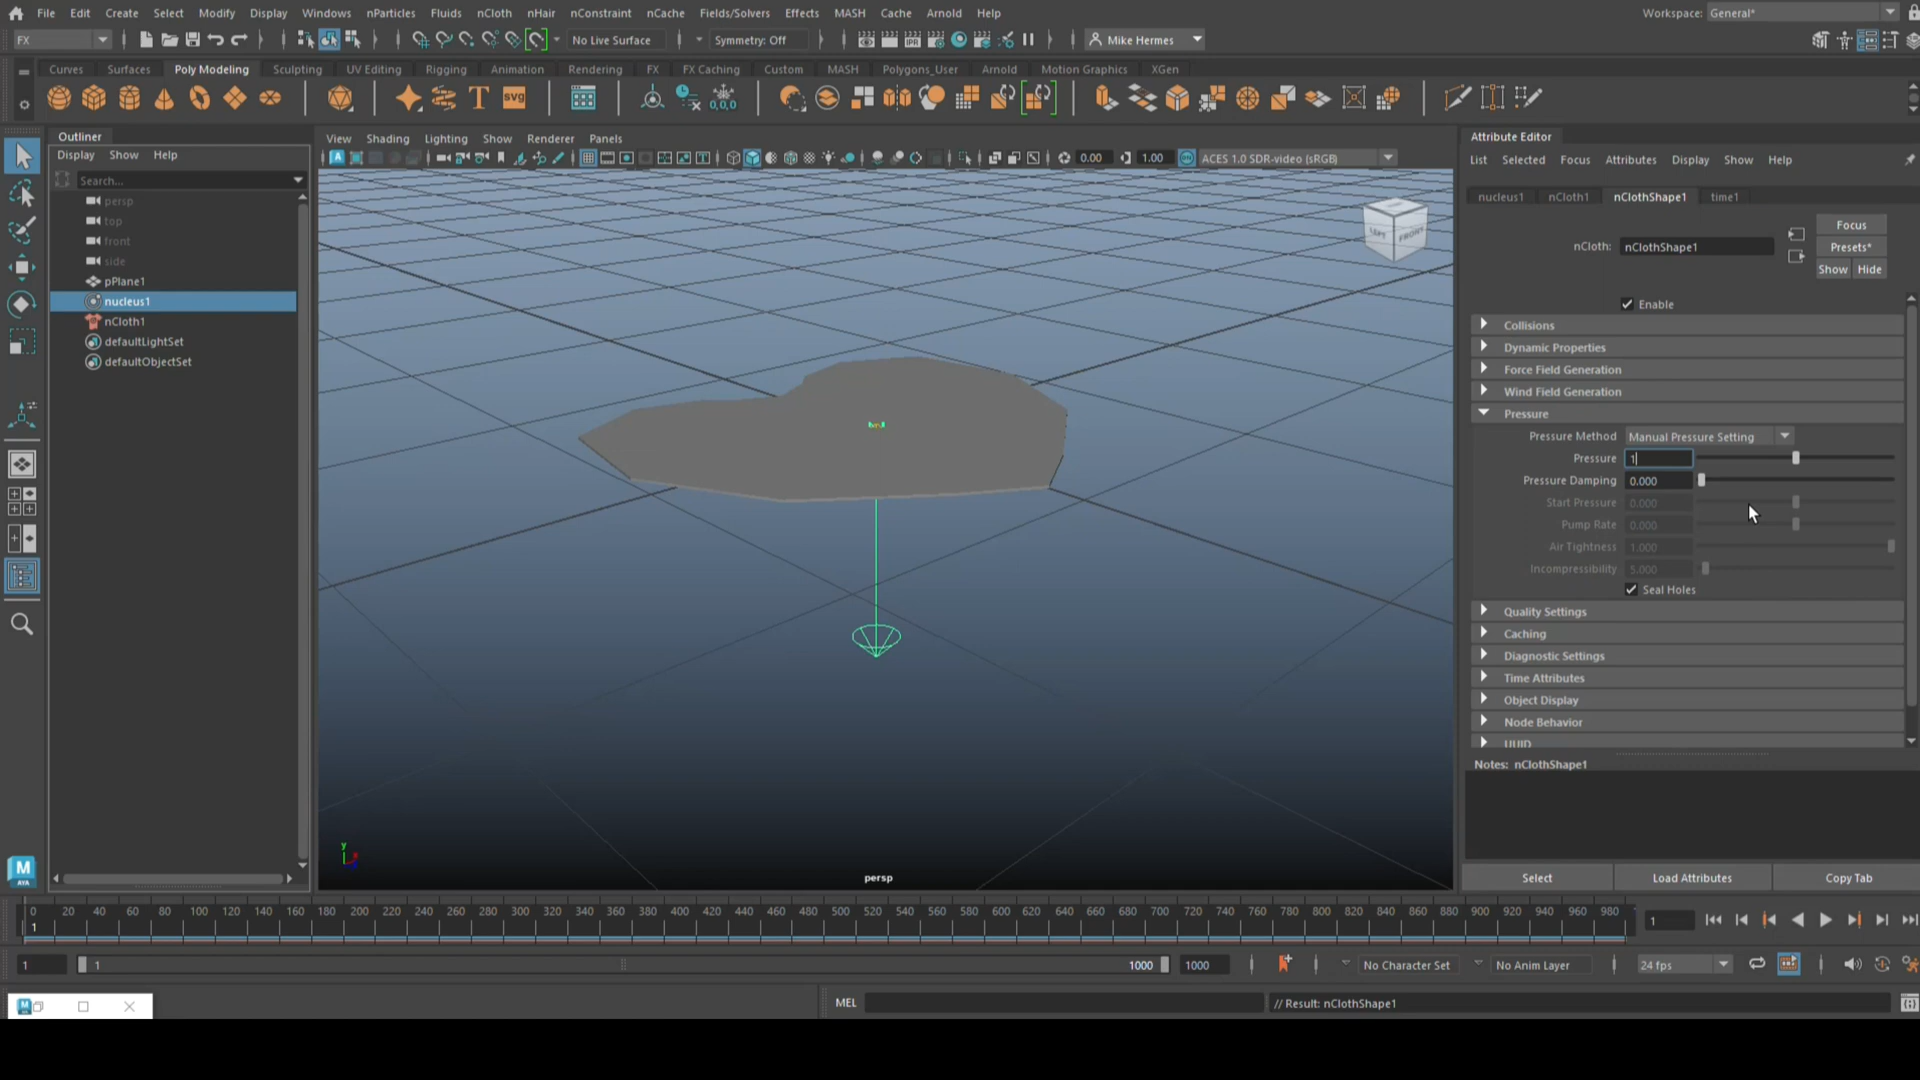 File Edit Create Select Modify Display Windows nParticles Fluids nCloth nHair nConstraint nCache Fields/Solvers Effects MASH Cache Arnold Help Workspace: General*
FX No Live Surface Symmetry: Off IPR Mike Hermes
Curves Surfaces Poly Modeling Sculpting UV Editing Rigging Animation Rendering FX FX Caching Custom MASH Polygons_User Arnold Motion Graphics XGen
T SVG 0,0,0
Outliner
Display Show Help
Search...
persp
top
front
side
pPlane1
nucleus1
nCloth1
defaultLightSet
defaultObjectSet
View Shading Lighting Show Renderer Panels
0.00 1.00 ACES 1.0 SDR-video (sRGB)
FRONT
y
persp
Attribute Editor
List Selected Focus Attributes Display Show Help
nucleus1 nCloth1 nClothShape1 time1
nCloth: nClothShape1
Focus
Presets*
Show Hide
Enable
Collisions
Dynamic Properties
Force Field Generation
Wind Field Generation
Pressure
Pressure Method Manual Pressure Setting
Pressure 1
Pressure Damping 0.000
Start Pressure 0.000
Pump Rate 0.000
Air Tightness 1.000
Incompressibility 5.000
Seal Holes
Quality Settings
Caching
Diagnostic Settings
Time Attributes
Object Display
Node Behavior
UUID
Notes: nClothShape1
Select Load Attributes Copy Tab
M
AYA
0 20 40 60 80 100 120 140 160 180 200 220 240 260 280 300 320 340 360 380 400 420 440 460 480 500 520 540 560 580 600 620 640 660 680 700 720 740 760 780 800 820 840 860 880 900 920 940 960 980
1 1
1 1 1000 1000 No Character Set No Anim Layer 24 fps
MEL // Result: nClothShape1